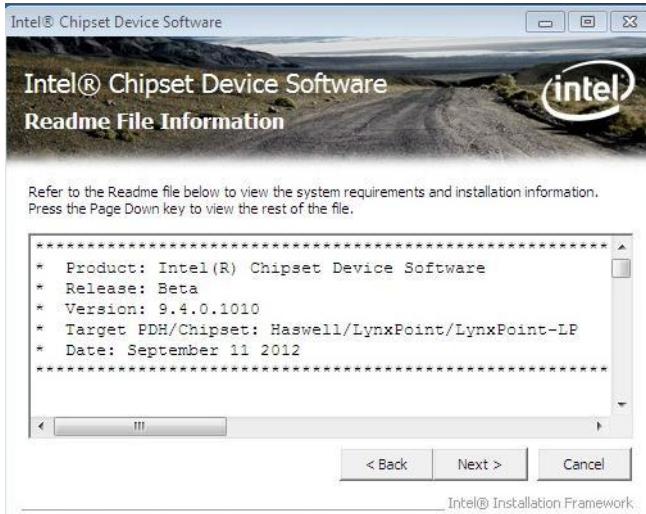 Intel® Chipset Device Software
Intel® Chipset Device Software
intel
Readme File Information
Refer to the Readme file below to view the system requirements and installation information.
Press the Page Down key to view the rest of the file.
************************************************************
* Product: Intel(R) Chipset Device Software
* Release: Beta
* Version: 9.4.0.1010
* Target PDH/Chipset: Haswell/LynxPoint/LynxPoint-LP
* Date: September 11 2012
************************************************************
< Back Next > Cancel
Intel® Installation Framework